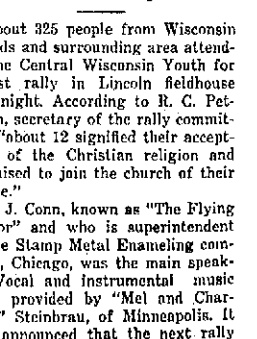 bout 325 people from Wisconsin
ds and surrounding area attend-
ne Central Wisconsin Youth for
st rally in Lincoln fieldhouse
night. According to R. C. Pet-
n, secretary of the rally commit-
"about 12 signified their accept-
of the Christian religion and
ised to join the church of their
e."
J. Conn, known as "The Flying
or" and who is superintendent
e Stamp Metal Enameling com-
, Chicago, was the main speak-
Vocal and instrumental music
provided by "Mel and Char-
" Steinbrau, of Minneapolis. It
announced that the next rally